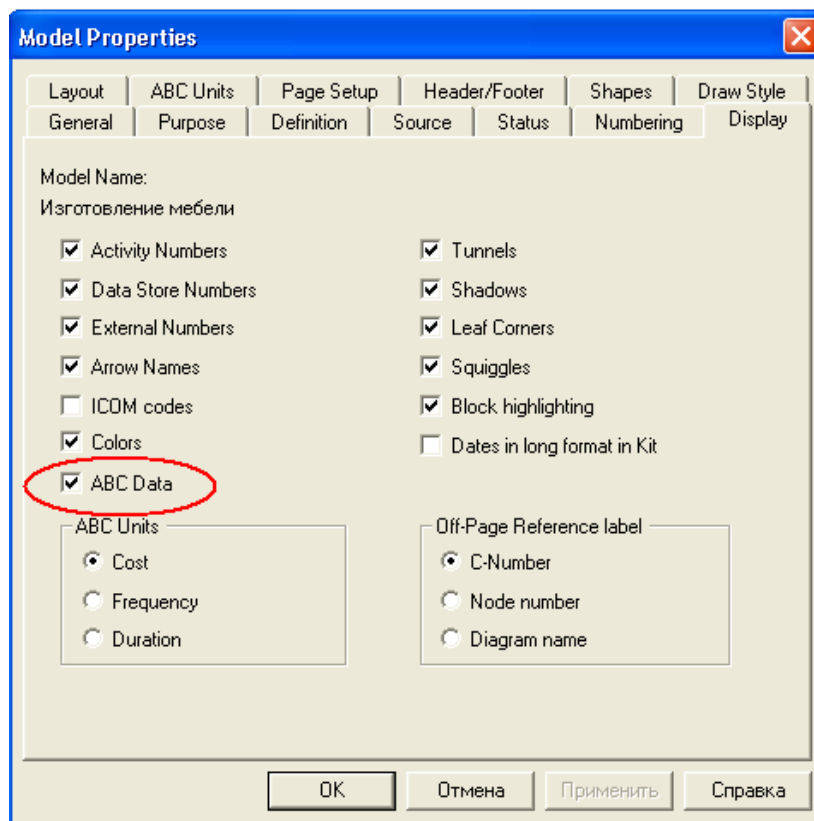 Model Properties
Layout ABC Units Page Setup Header/Footer Shapes Draw Style
General Purpose Definition Source Status Numbering Display
Model Name:
Изготовление мебели
Activity Numbers
Data Store Numbers
External Numbers
Arrow Names
ICOM codes
Colors
ABC Data
Tunnels
Shadows
Leaf Corners
Squiggles
Block highlighting
Dates in long format in Kit
ABC Units
Cost
Frequency
Duration
Off-Page Reference label
C-Number
Node number
Diagram name
OK Отмена Применить Справка